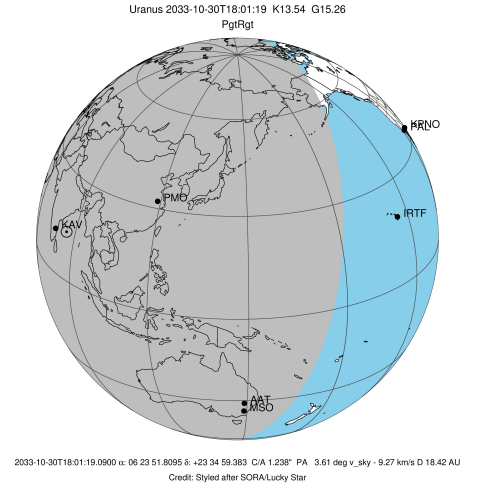 Uranus 2033-10-30T18:01:19 K13.54 G15.26
PgtRgt
KPNO
PAL
PMO
IRTF
KAV
AAT
MSO
2033-10-30T18:01:19.0900 α: 06 23 51.8095 δ: +23 34 59.383 C/A 1.238" PA 3.61 deg v_sky - 9.27 km/s D 18.42 AU
Credit: Styled after SORA/Lucky Star